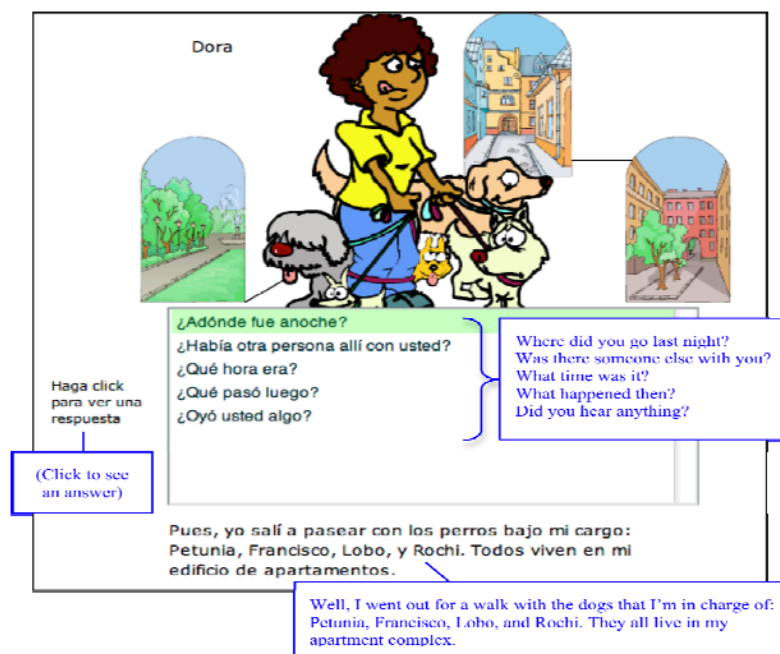 Dora
¿Adónde fue anoche?
¿Había otra persona allí con usted?
¿Qué hora era?
¿Qué pasó luego?
¿Oyó usted algo?
Where did you go last night?
Was there someone else with you?
What time was it?
What happened then?
Did you hear anything?
Haga click
para ver una
respuesta
(Click to see
an answer)
Pues, yo salí a pasear con los perros bajo mi cargo:
Petunia, Francisco, Lobo, y Rochi. Todos viven en mi
edificio de apartamentos.
Well, I went out for a walk with the dogs that I'm in charge of:
Petunia, Francisco, Lobo, and Rochi. They all live in my
apartment complex.